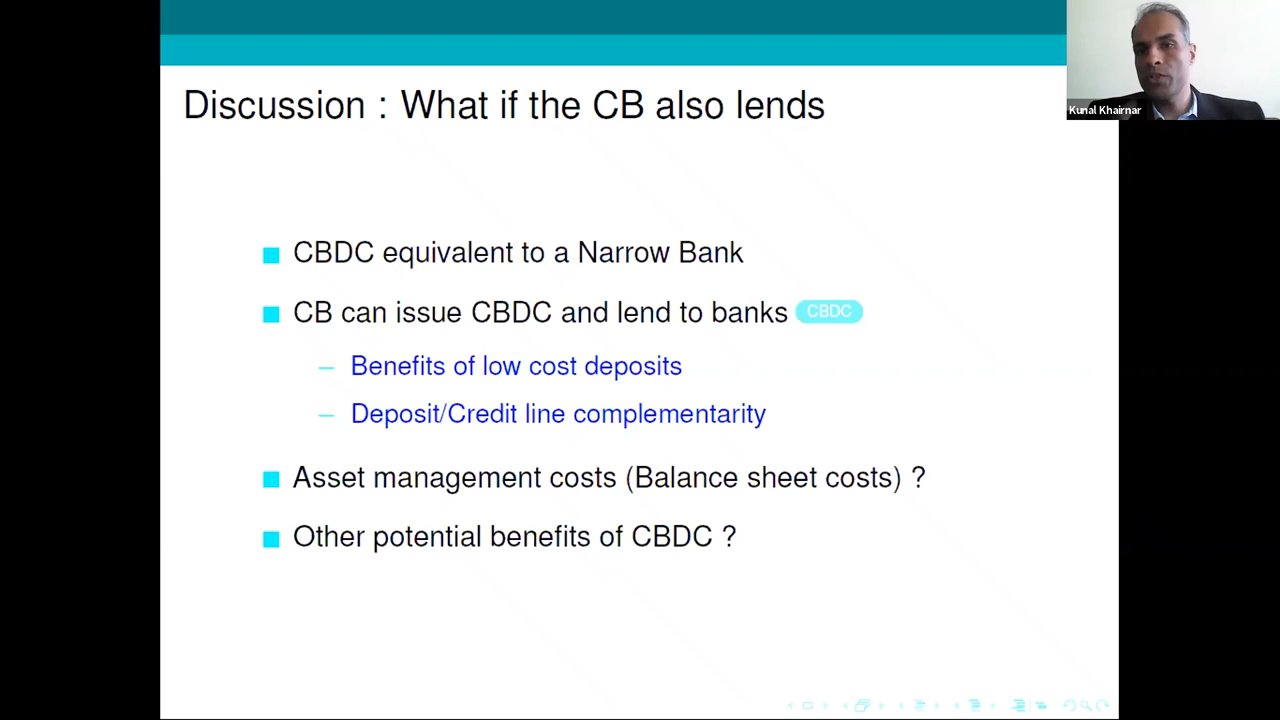 Discussion : What if the CB also lends
Kunal Khairnar
CBDC equivalent to a Narrow Bank
CB can issue CBDC and lend to banks CBDC
– Benefits of low cost deposits
– Deposit/Credit line complementarity
Asset management costs (Balance sheet costs) ?
Other potential benefits of CBDC ?